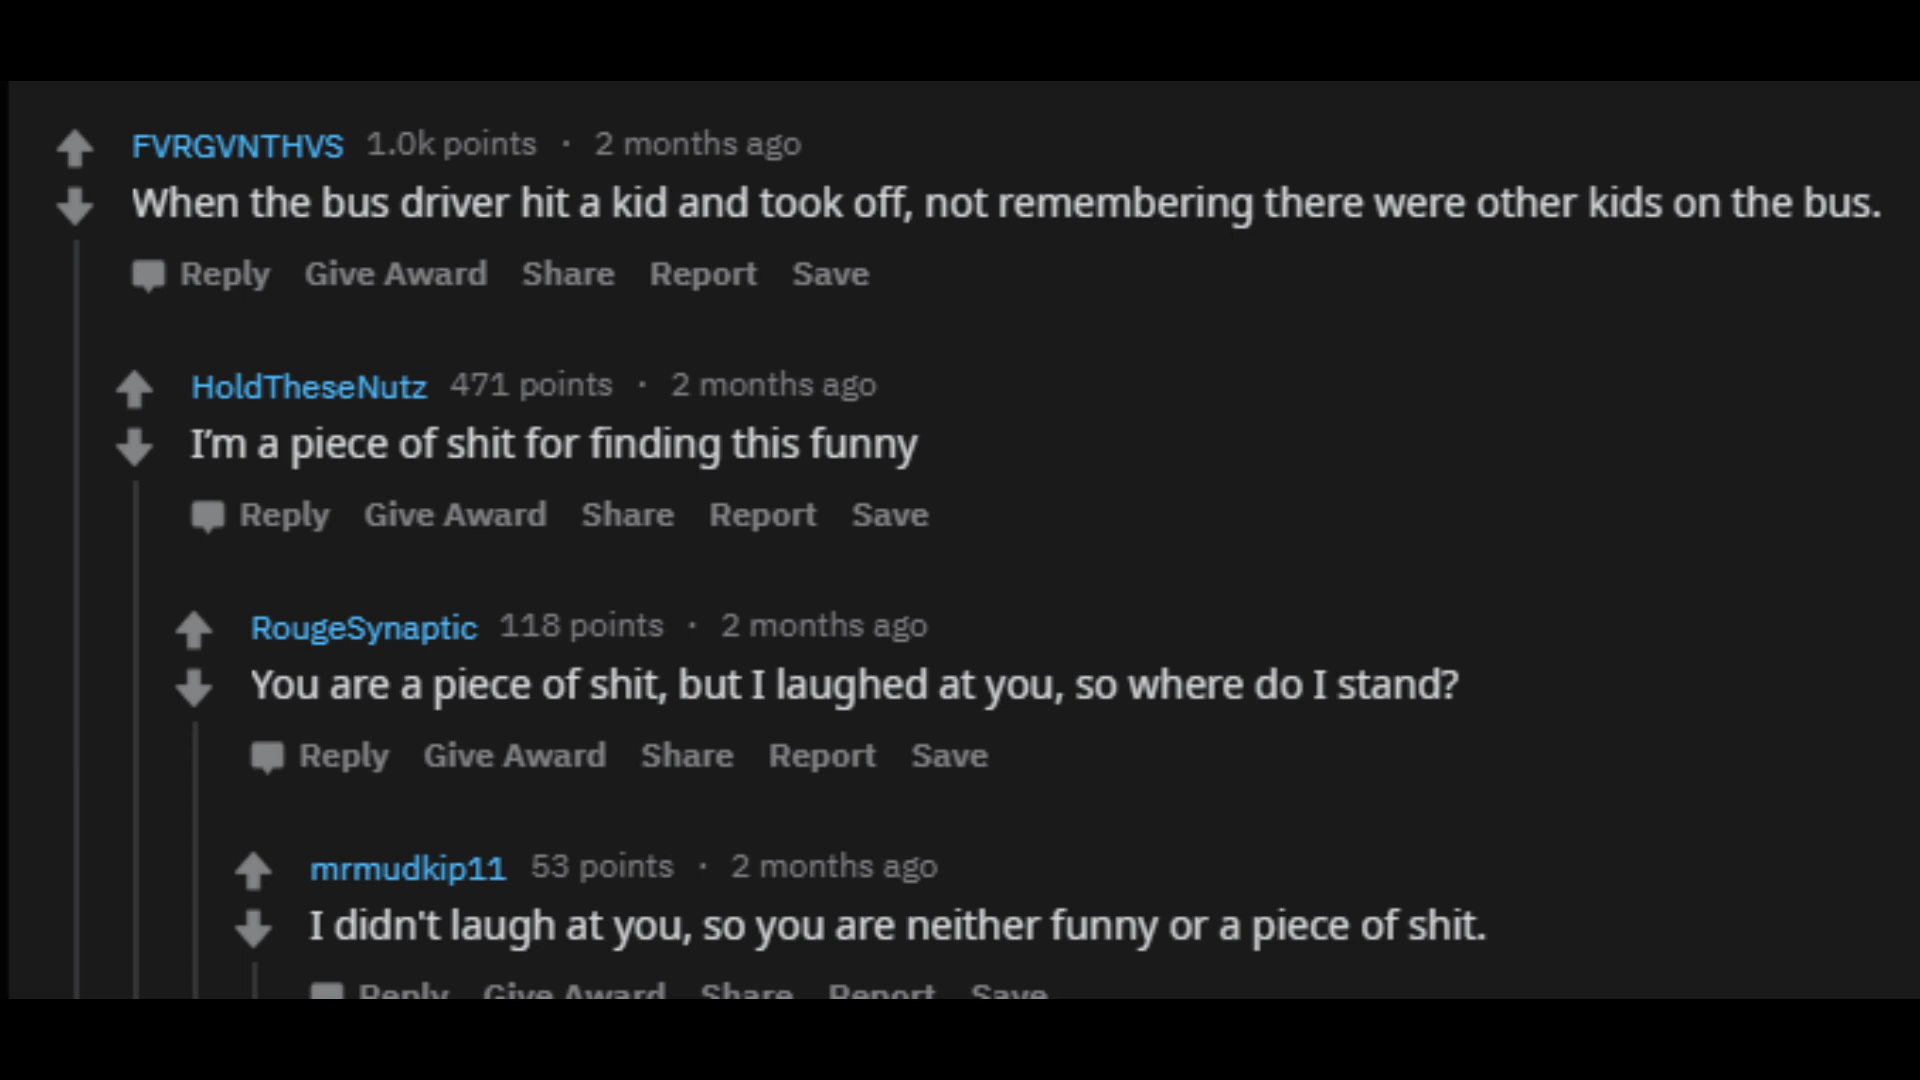 FVRGVNTHVS 1.0k points · 2 months ago
When the bus driver hit a kid and took off, not remembering there were other kids on the bus.
Reply Give Award Share Report Save
HoldTheseNutz 471 points · 2 months ago
I'm a piece of shit for finding this funny
Reply Give Award Share Report Save
RougeSynaptic 118 points · 2 months ago
You are a piece of shit, but I laughed at you, so where do I stand?
Reply Give Award Share Report Save
mrmudkip11 53 points · 2 months ago
I didn't laugh at you, so you are neither funny or a piece of shit.
Reply Give Award Share Report Save